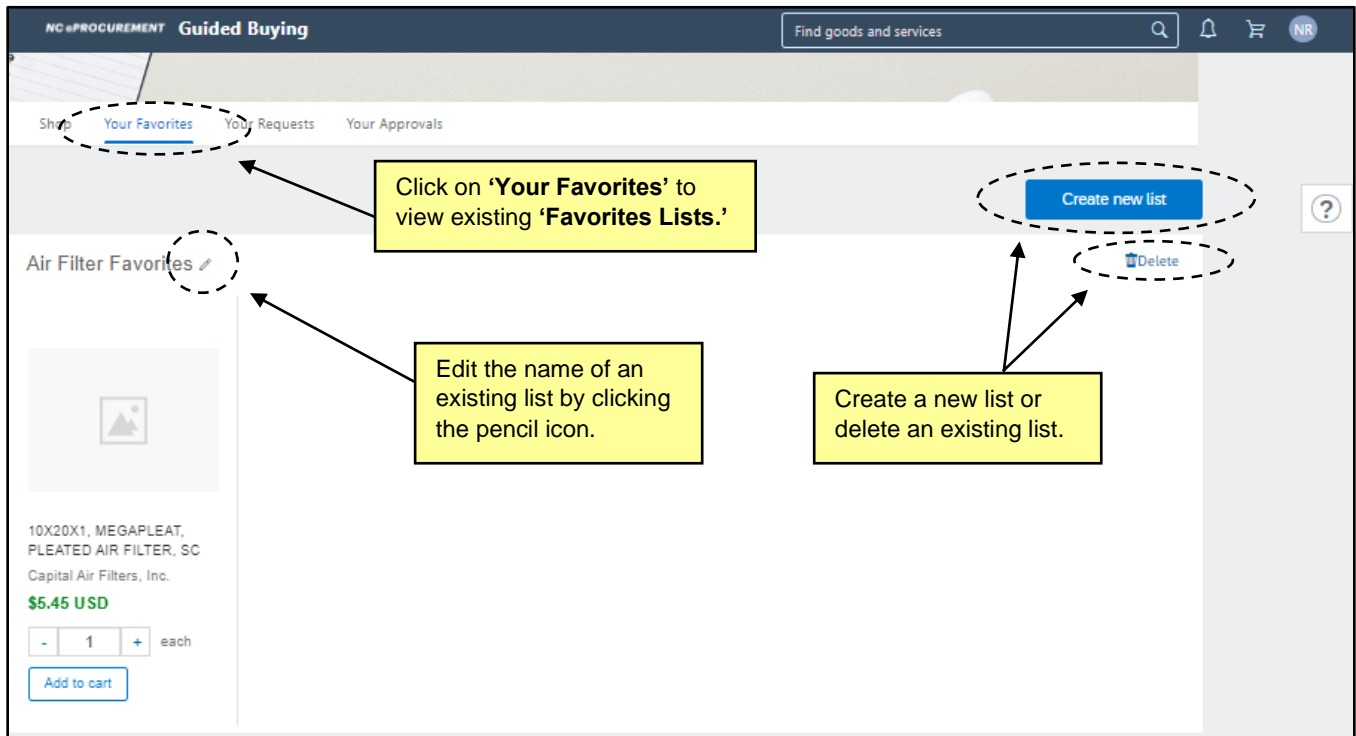 NC ePROCUREMENT Guided Buying
Find goods and services
NR
Shop Your Favorites Your Requests Your Approvals
Click on ‘Your Favorites’ to
view existing ‘Favorites Lists.’
Create new list
?
Air Filter Favorites
Delete
Edit the name of an
existing list by clicking
the pencil icon.
Create a new list or
delete an existing list.
10X20X1, MEGAPLEAT,
PLEATED AIR FILTER, SC
Capital Air Filters, Inc.
$5.45 USD
- 1 + each
Add to cart